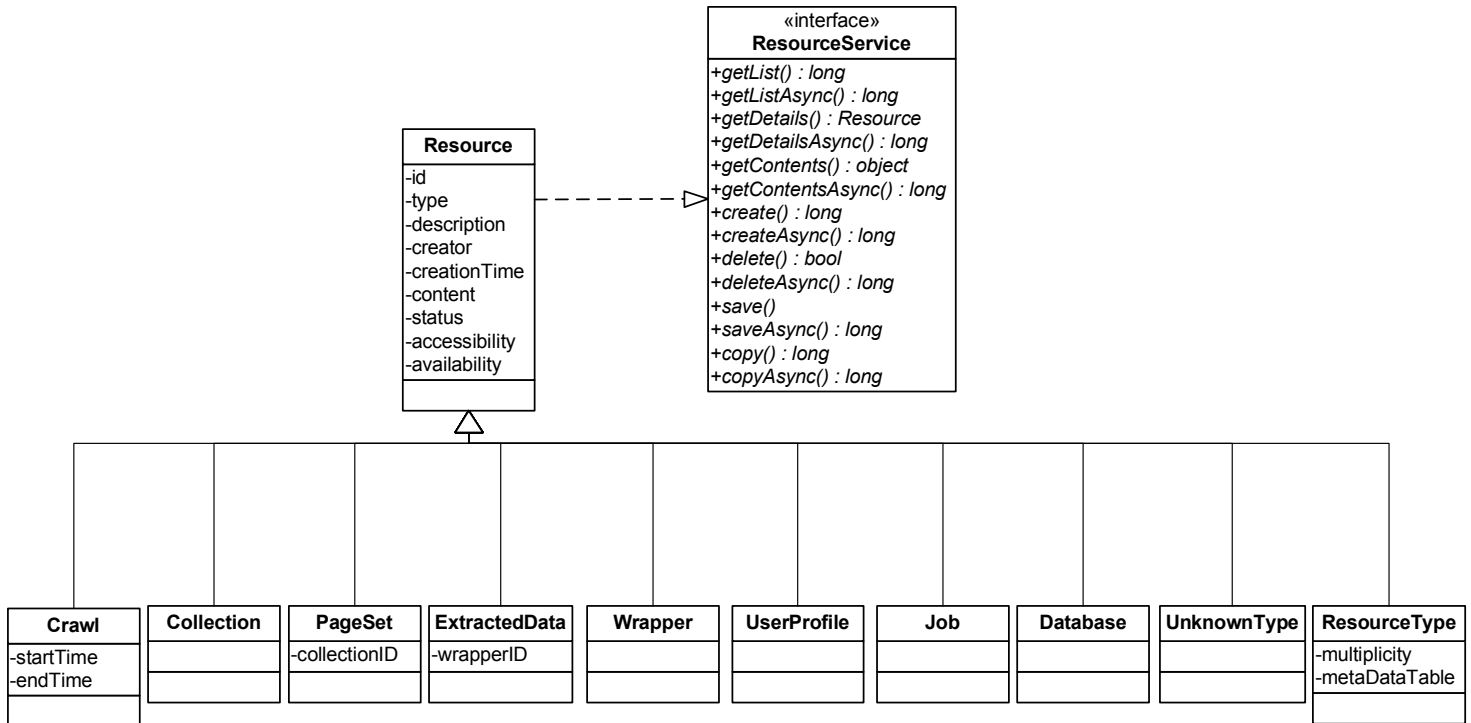 «interface»
ResourceService
+getList() : long
+getListAsync() : long
+getDetails() : Resource
+getDetailsAsync() : long
+getContents() : object
+getContentsAsync() : long
+create() : long
+createAsync() : long
+delete() : bool
+deleteAsync() : long
+save()
+saveAsync() : long
+copy() : long
+copyAsync() : long
Resource
-id
-type
-description
-creator
-creationTime
-content
-status
-accessibility
-availability
Crawl
-startTime
-endTime
Collection
PageSet
-collectionID
ExtractedData
-wrapperID
Wrapper
UserProfile
Job
Database
UnknownType
ResourceType
-multiplicity
-metaDataTable